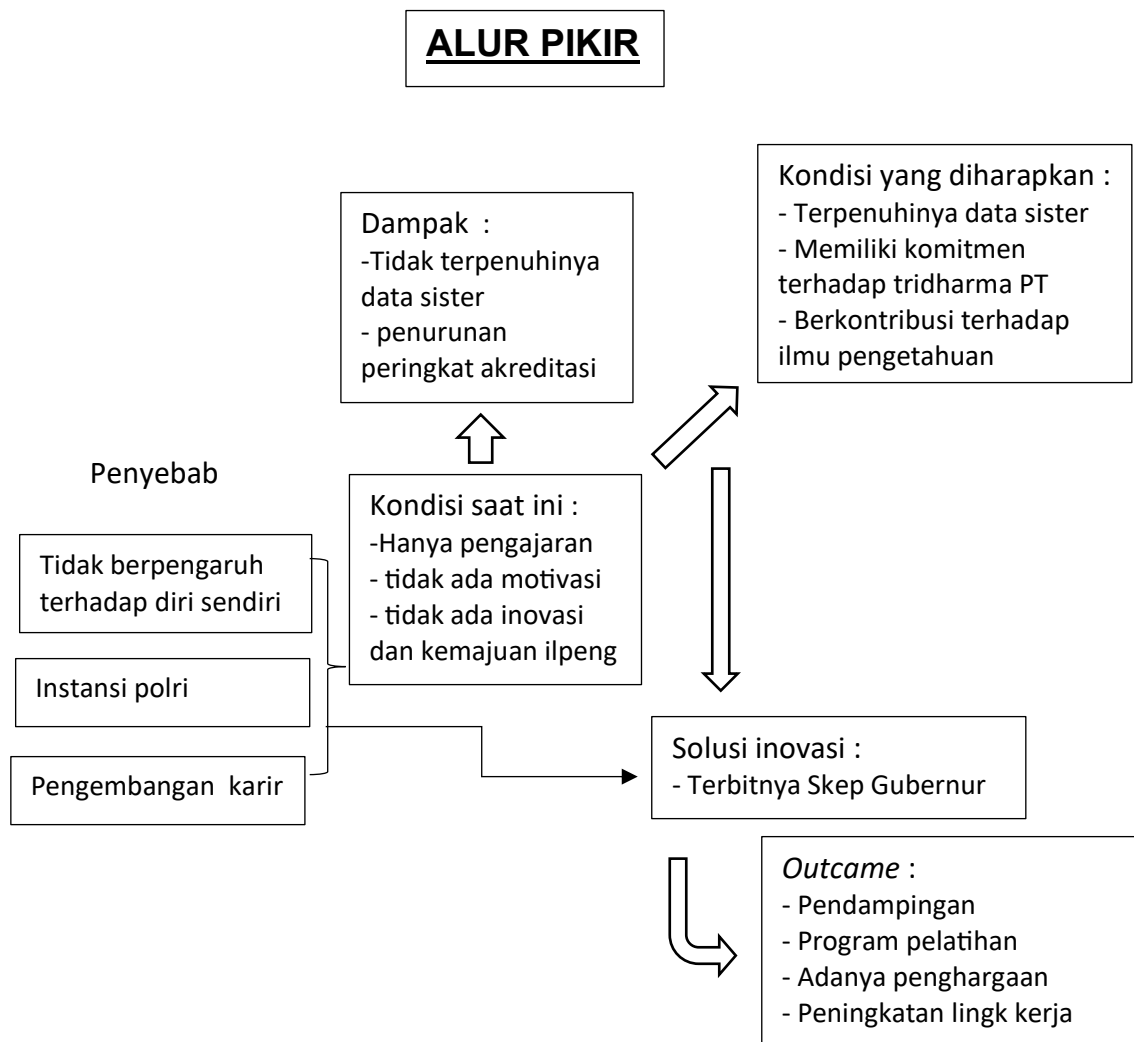 ALUR PIKIR
Kondisi yang diharapkan :
- Terpenuhinya data sister
- Memiliki komitmen
terhadap tridharma PT
- Berkontribusi terhadap
ilmu pengetahuan
Dampak :
-Tidak terpenuhinya
data sister
- penurunan
peringkat akreditasi
Penyebab
Kondisi saat ini :
-Hanya pengajaran
- tidak ada motivasi
- tidak ada inovasi
dan kemajuan ilpeng
Tidak berpengaruh
terhadap diri sendiri
Instansi polri
Pengembangan karir
Solusi inovasi :
- Terbitnya Skep Gubernur
Outcame :
- Pendampingan
- Program pelatihan
- Adanya penghargaan
- Peningkatan lingk kerja